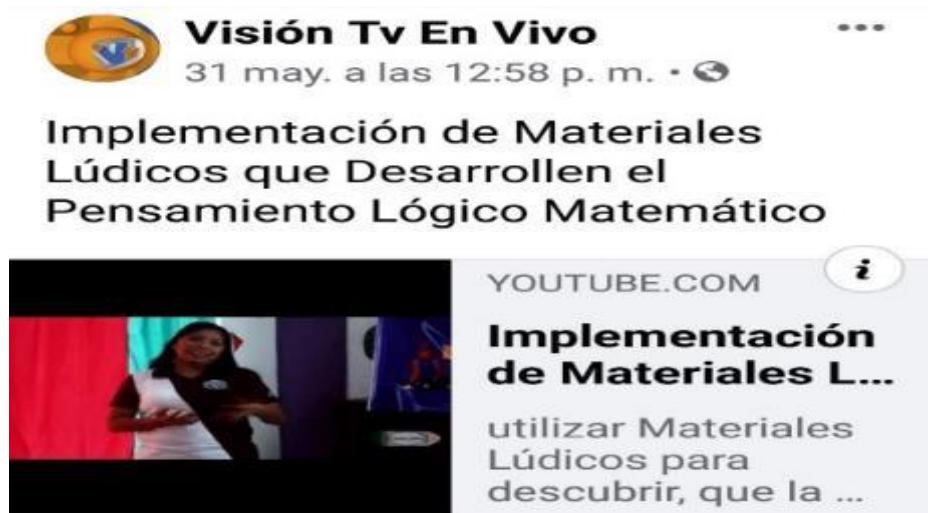 Visión Tv En Vivo
31 may. a las 12:58 p. m. •
Implementación de Materiales
Lúdicos que Desarrollen el
Pensamiento Lógico Matemático
i
YOUTUBE.COM
Implementación
de Materiales L...
utilizar Materiales
Lúdicos para
descubrir, que la ...